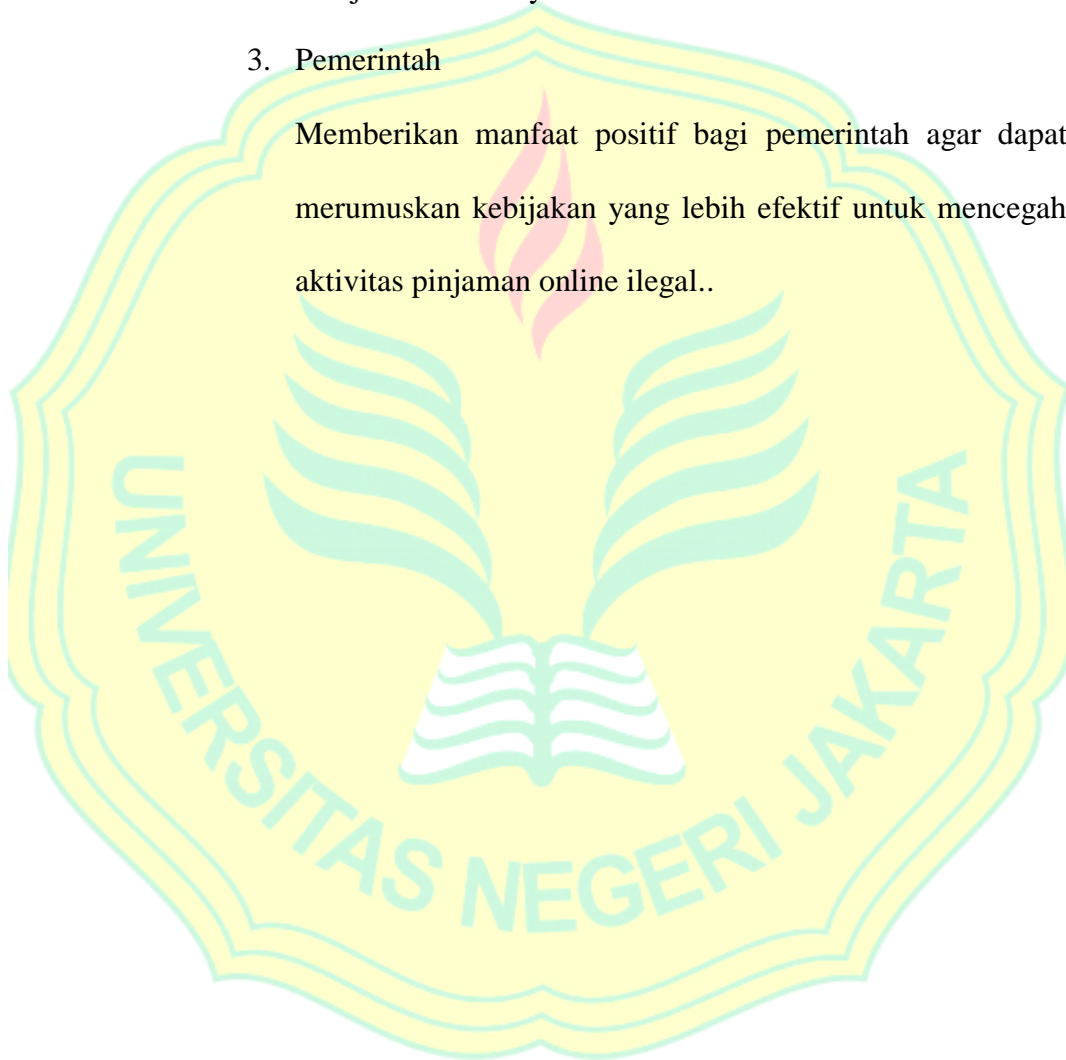 3. Pemerintah
Memberikan manfaat positif bagi pemerintah agar dapat
merumuskan kebijakan yang lebih efektif untuk mencegah
aktivitas pinjaman online ilegal..
UNIVERSITAS NEGERI JAKARTA